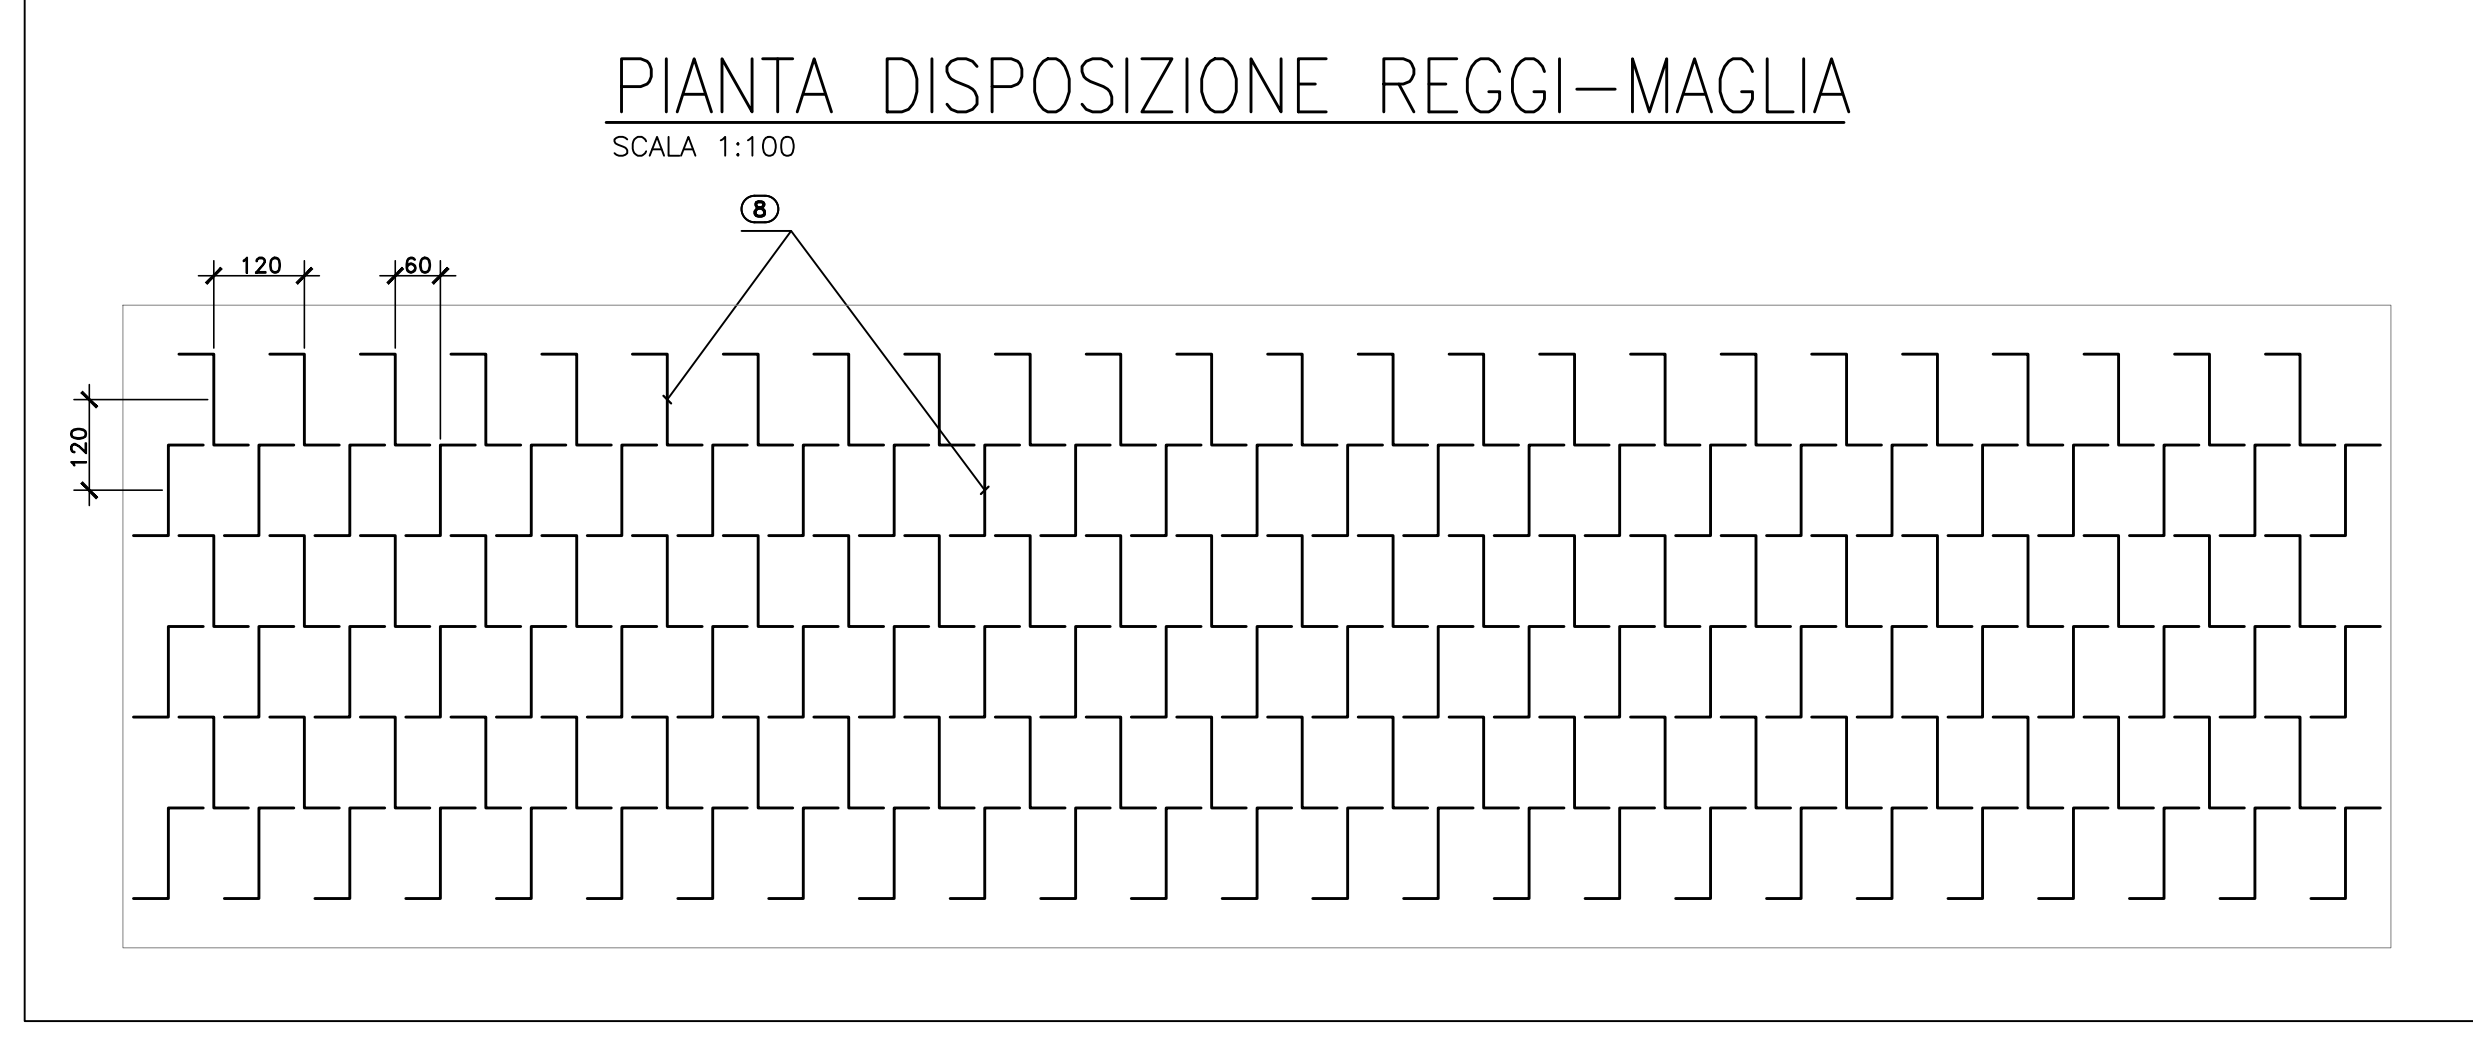 PIANTA DISPOSIZIONE REGGI-MAGLIA
SCALA 1:100
8
120
60
120